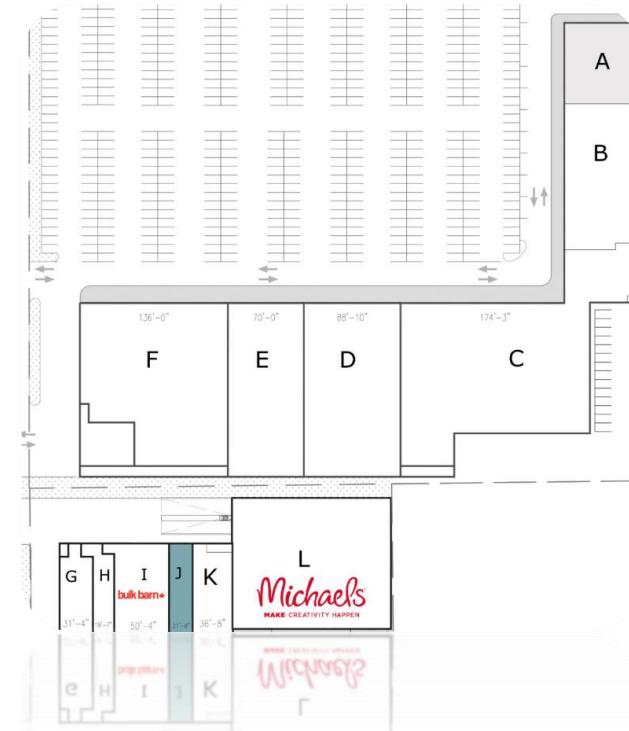 A
B
136'-0"
70'-0"
88'-10"
174'-3"
F
E
D
C
G
H
I
J
K
L
bulk barn
Michaels
MAKE CREATIVITY HAPPEN
31'-4"
50'-4"
36'-8"